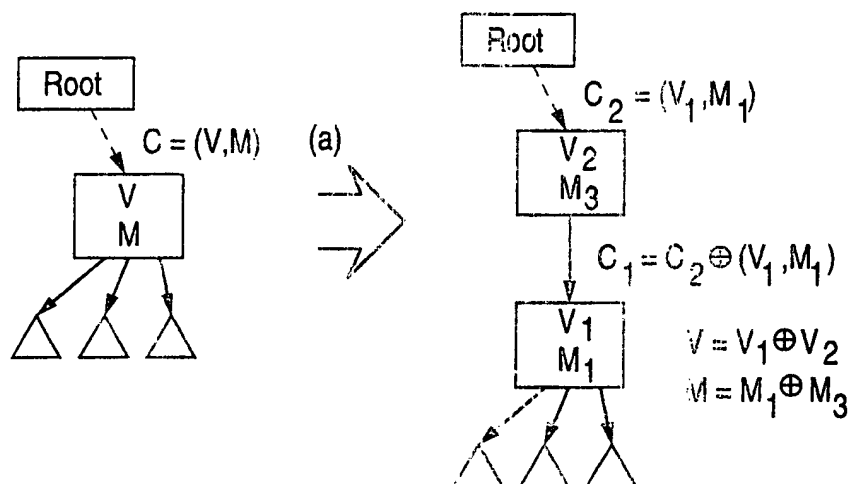 Root
C = (V,M)
V
M
(a)
Root
C₂ = (V₁,M₁)
V₂
M₃
C₁ = C₂ ⊕ (V₁,M₁)
V₁
M₁
V = V₁ ⊕ V₂
M = M₁ ⊕ M₃